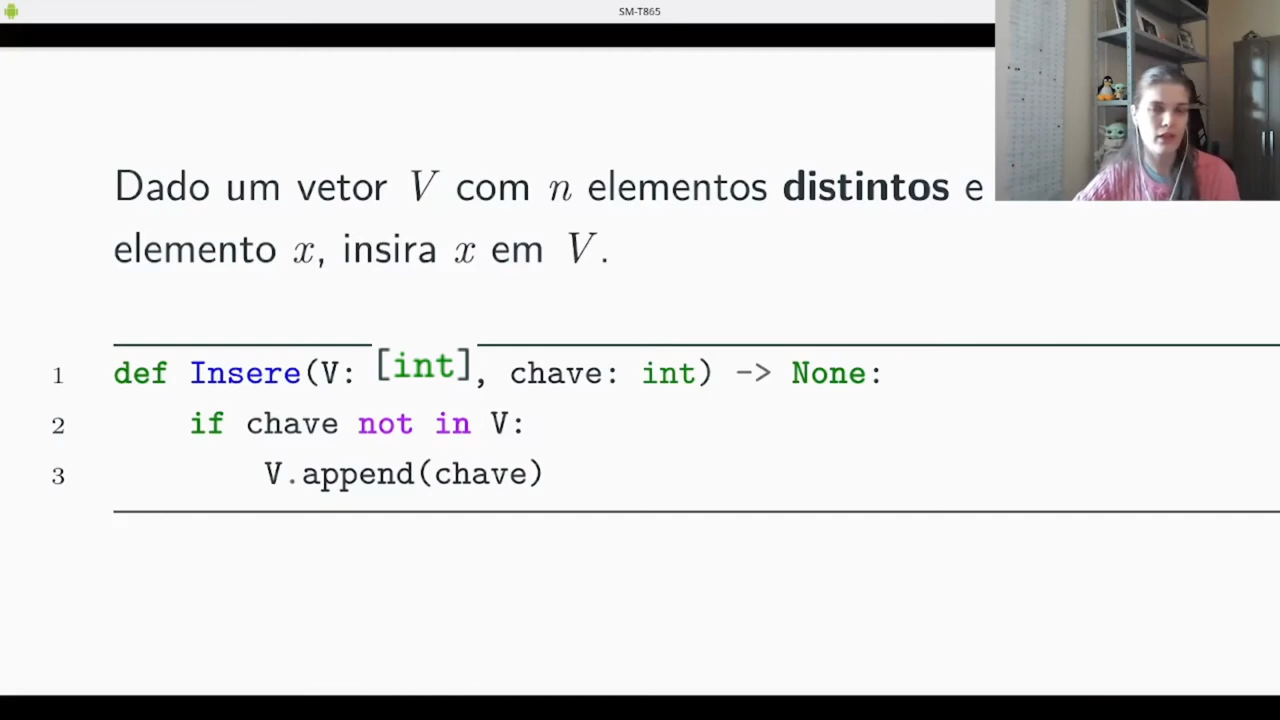 SM-T865
Dado um vetor V com n elementos distintos e
elemento x, insira x em V.
1 def Insere(V: [int], chave: int) -> None:
2 if chave not in V:
3 V.append(chave)